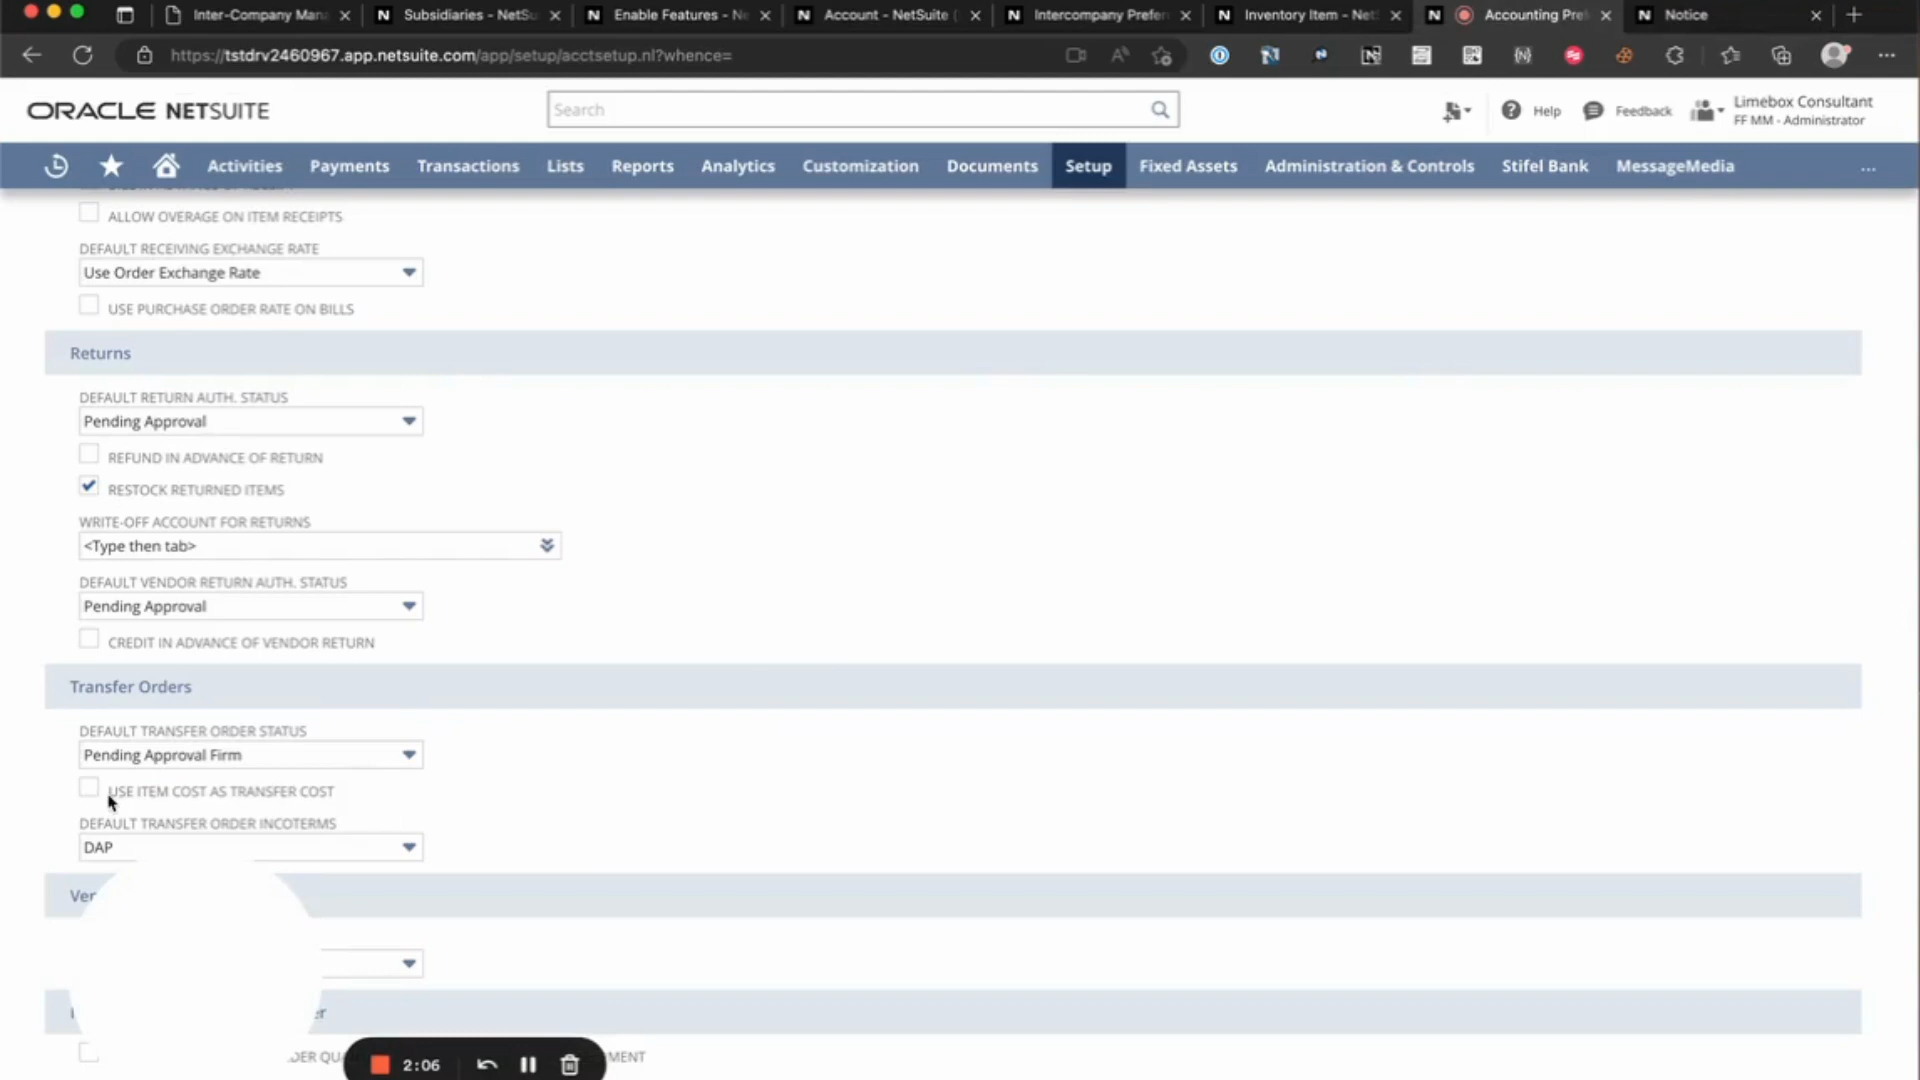 Inter-Company Man
Subsidiaries - NetSu
Enable Features - N
Account - NetSuite (
Intercompany Prefer
Inventory Item - Net
Accounting Pre
Notice
https://tstdrv2460967.app.netsuite.com/app/setup/acctsetup.nl?whence=
ORACLE NETSUITE
Search
Help
Feedback
Limebox Consultant
FF MM - Administrator
Activities
Payments
Transactions
Lists
Reports
Analytics
Customization
Documents
Setup
Fixed Assets
Administration & Controls
Stifel Bank
MessageMedia
...
ALLOW OVERAGE ON ITEM RECEIPTS
DEFAULT RECEIVING EXCHANGE RATE
Use Order Exchange Rate
USE PURCHASE ORDER RATE ON BILLS
Returns
DEFAULT RETURN AUTH. STATUS
Pending Approval
REFUND IN ADVANCE OF RETURN
RESTOCK RETURNED ITEMS
WRITE-OFF ACCOUNT FOR RETURNS
<Type then tab>
DEFAULT VENDOR RETURN AUTH. STATUS
Pending Approval
CREDIT IN ADVANCE OF VENDOR RETURN
Transfer Orders
DEFAULT TRANSFER ORDER STATUS
Pending Approval Firm
USE ITEM COST AS TRANSFER COST
DEFAULT TRANSFER ORDER INCOTERMS
DAP
Ver
2:06